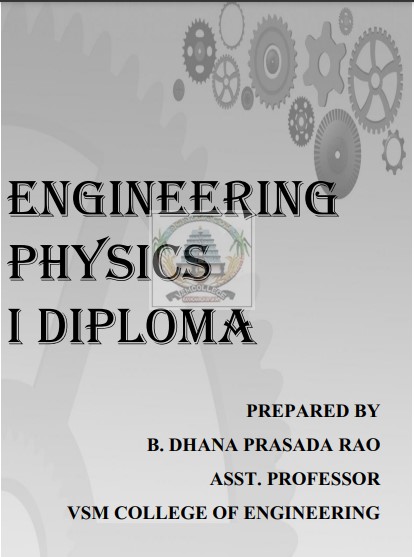 ENGINEERING
PHYSICS
I DIPLOMA
PREPARED BY
B. DHANA PRASADA RAO
ASST. PROFESSOR
VSM COLLEGE OF ENGINEERING